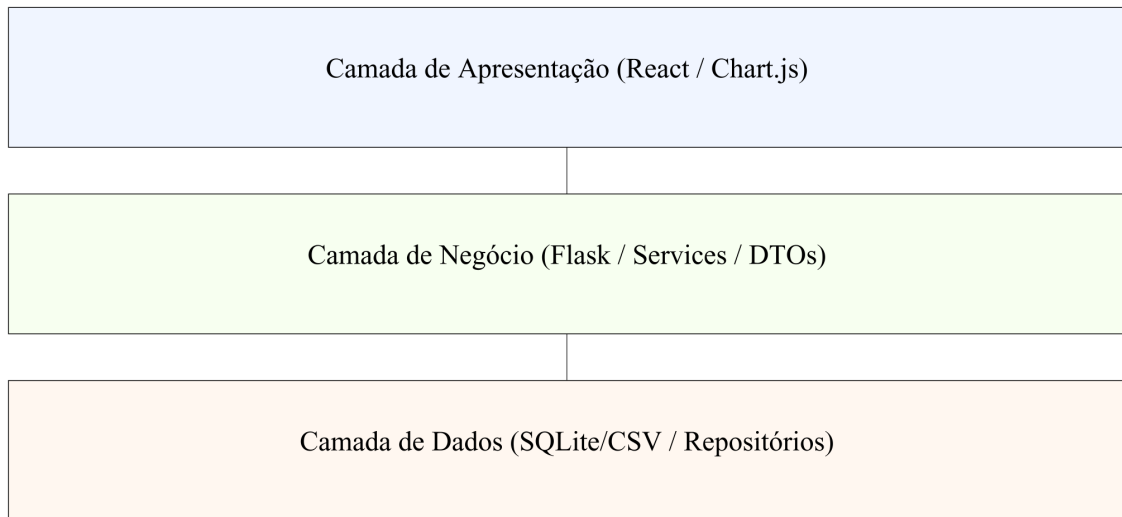 Camada de Apresentação (React / Chart.js)
Camada de Negócio (Flask / Services / DTOs)
Camada de Dados (SQLite/CSV / Repositórios)